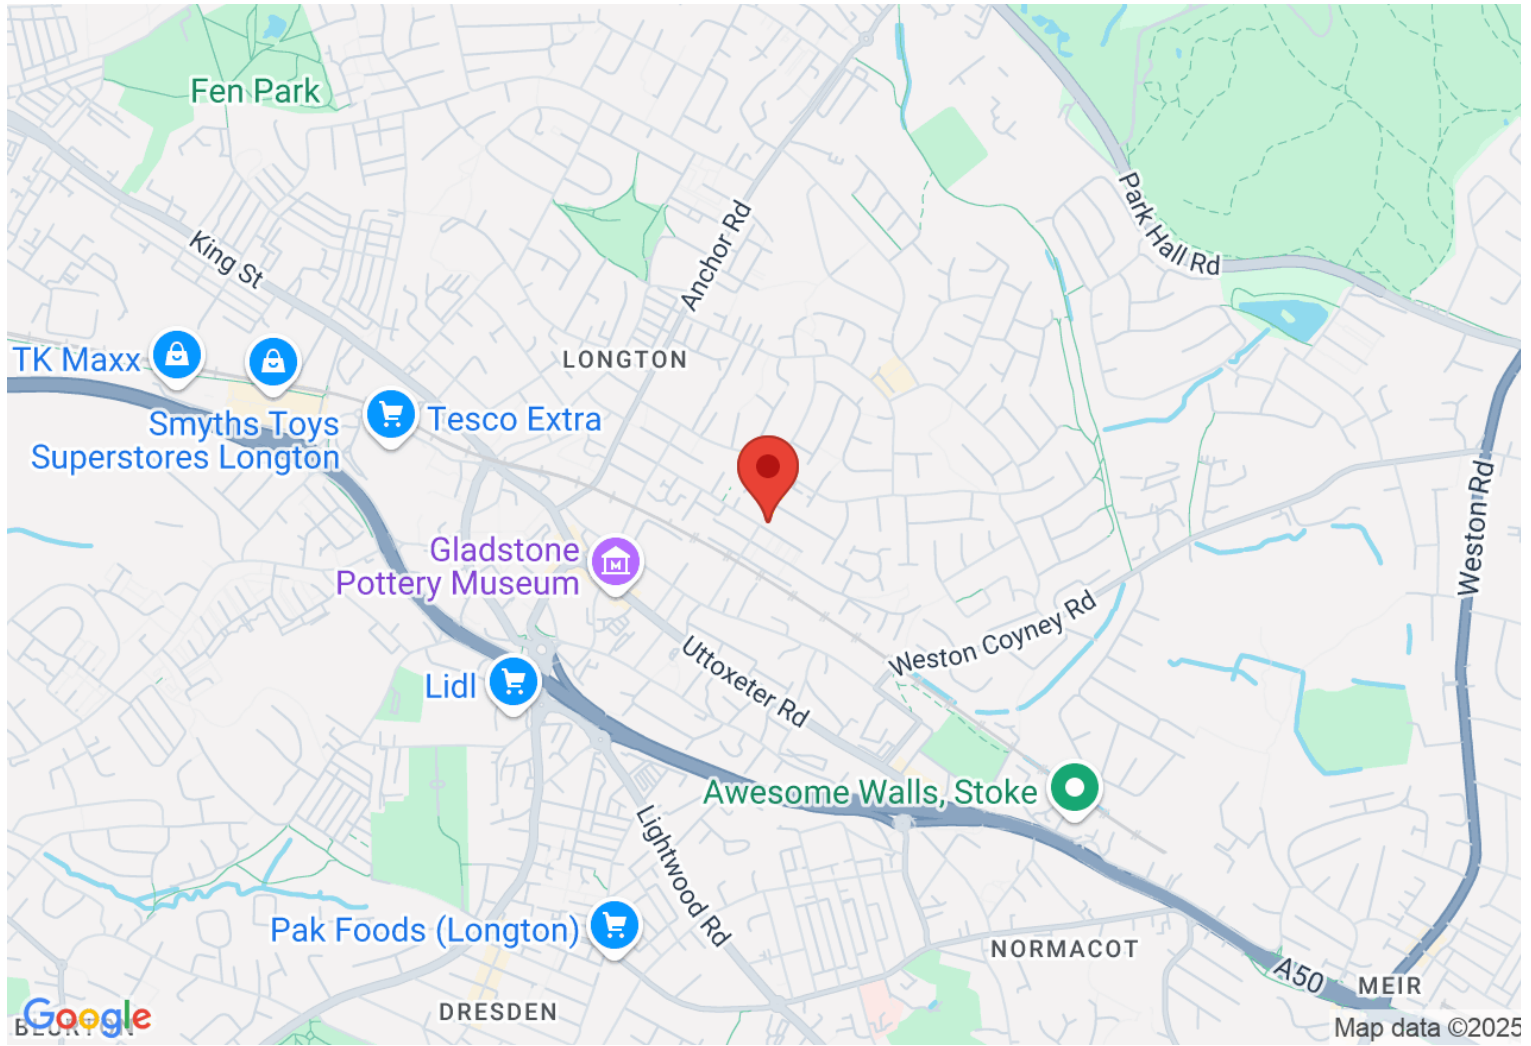 Fen Park
King St
Anchor Rd
Park Hall Rd
TK Maxx
LONGTON
Smyths Toys
Superstores Longton
Tesco Extra
Weston Rd
Gladstone
Pottery Museum
M
Weston Coyney Rd
Uttoxeter Rd
Lidl
Awesome Walls, Stoke
Lightwood Rd
Pak Foods (Longton)
NORMACOT
A50
MEIR
DRESDEN
Google
Map data ©2025